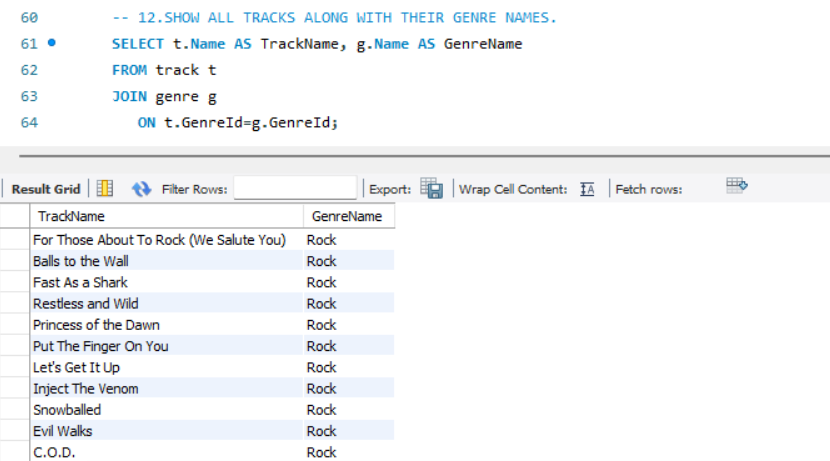 60 -- 12.SHOW ALL TRACKS ALONG WITH THEIR GENRE NAMES.
61 SELECT t.Name AS TrackName, g.Name AS GenreName
62 FROM track t
63 JOIN genre g
64 ON t.GenreId=g.GenreId;
Result Grid Filter Rows: Export: Wrap Cell Content: IA Fetch rows:
TrackName GenreName
For Those About To Rock (We Salute You) Rock
Balls to the Wall Rock
Fast As a Shark Rock
Restless and Wild Rock
Princess of the Dawn Rock
Put The Finger On You Rock
Let's Get It Up Rock
Inject The Venom Rock
Snowballed Rock
Evil Walks Rock
C.O.D. Rock